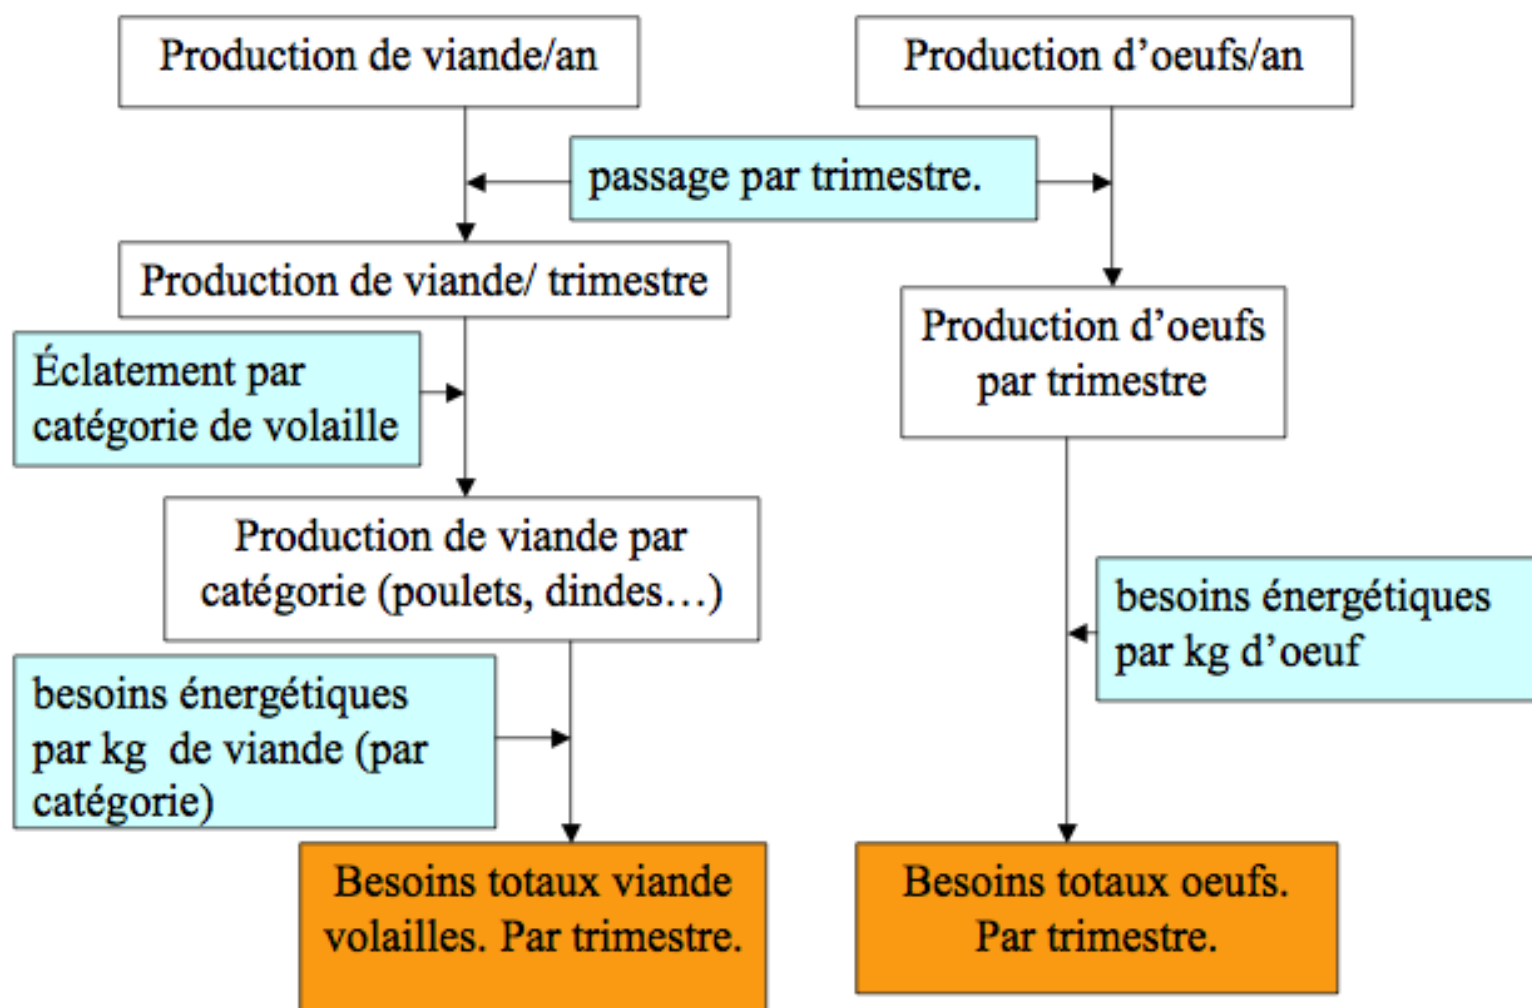 Production de viande/an
Production d’oeufs/an
passage par trimestre.
Production de viande/ trimestre
Production d’oeufs
par trimestre
Éclatement par
catégorie de volaille
Production de viande par
catégorie (poulets, dindes…)
besoins énergétiques
par kg d’oeuf
besoins énergétiques
par kg  de viande (par
catégorie)
Besoins totaux viande
volailles. Par trimestre.
Besoins totaux oeufs.
Par trimestre.